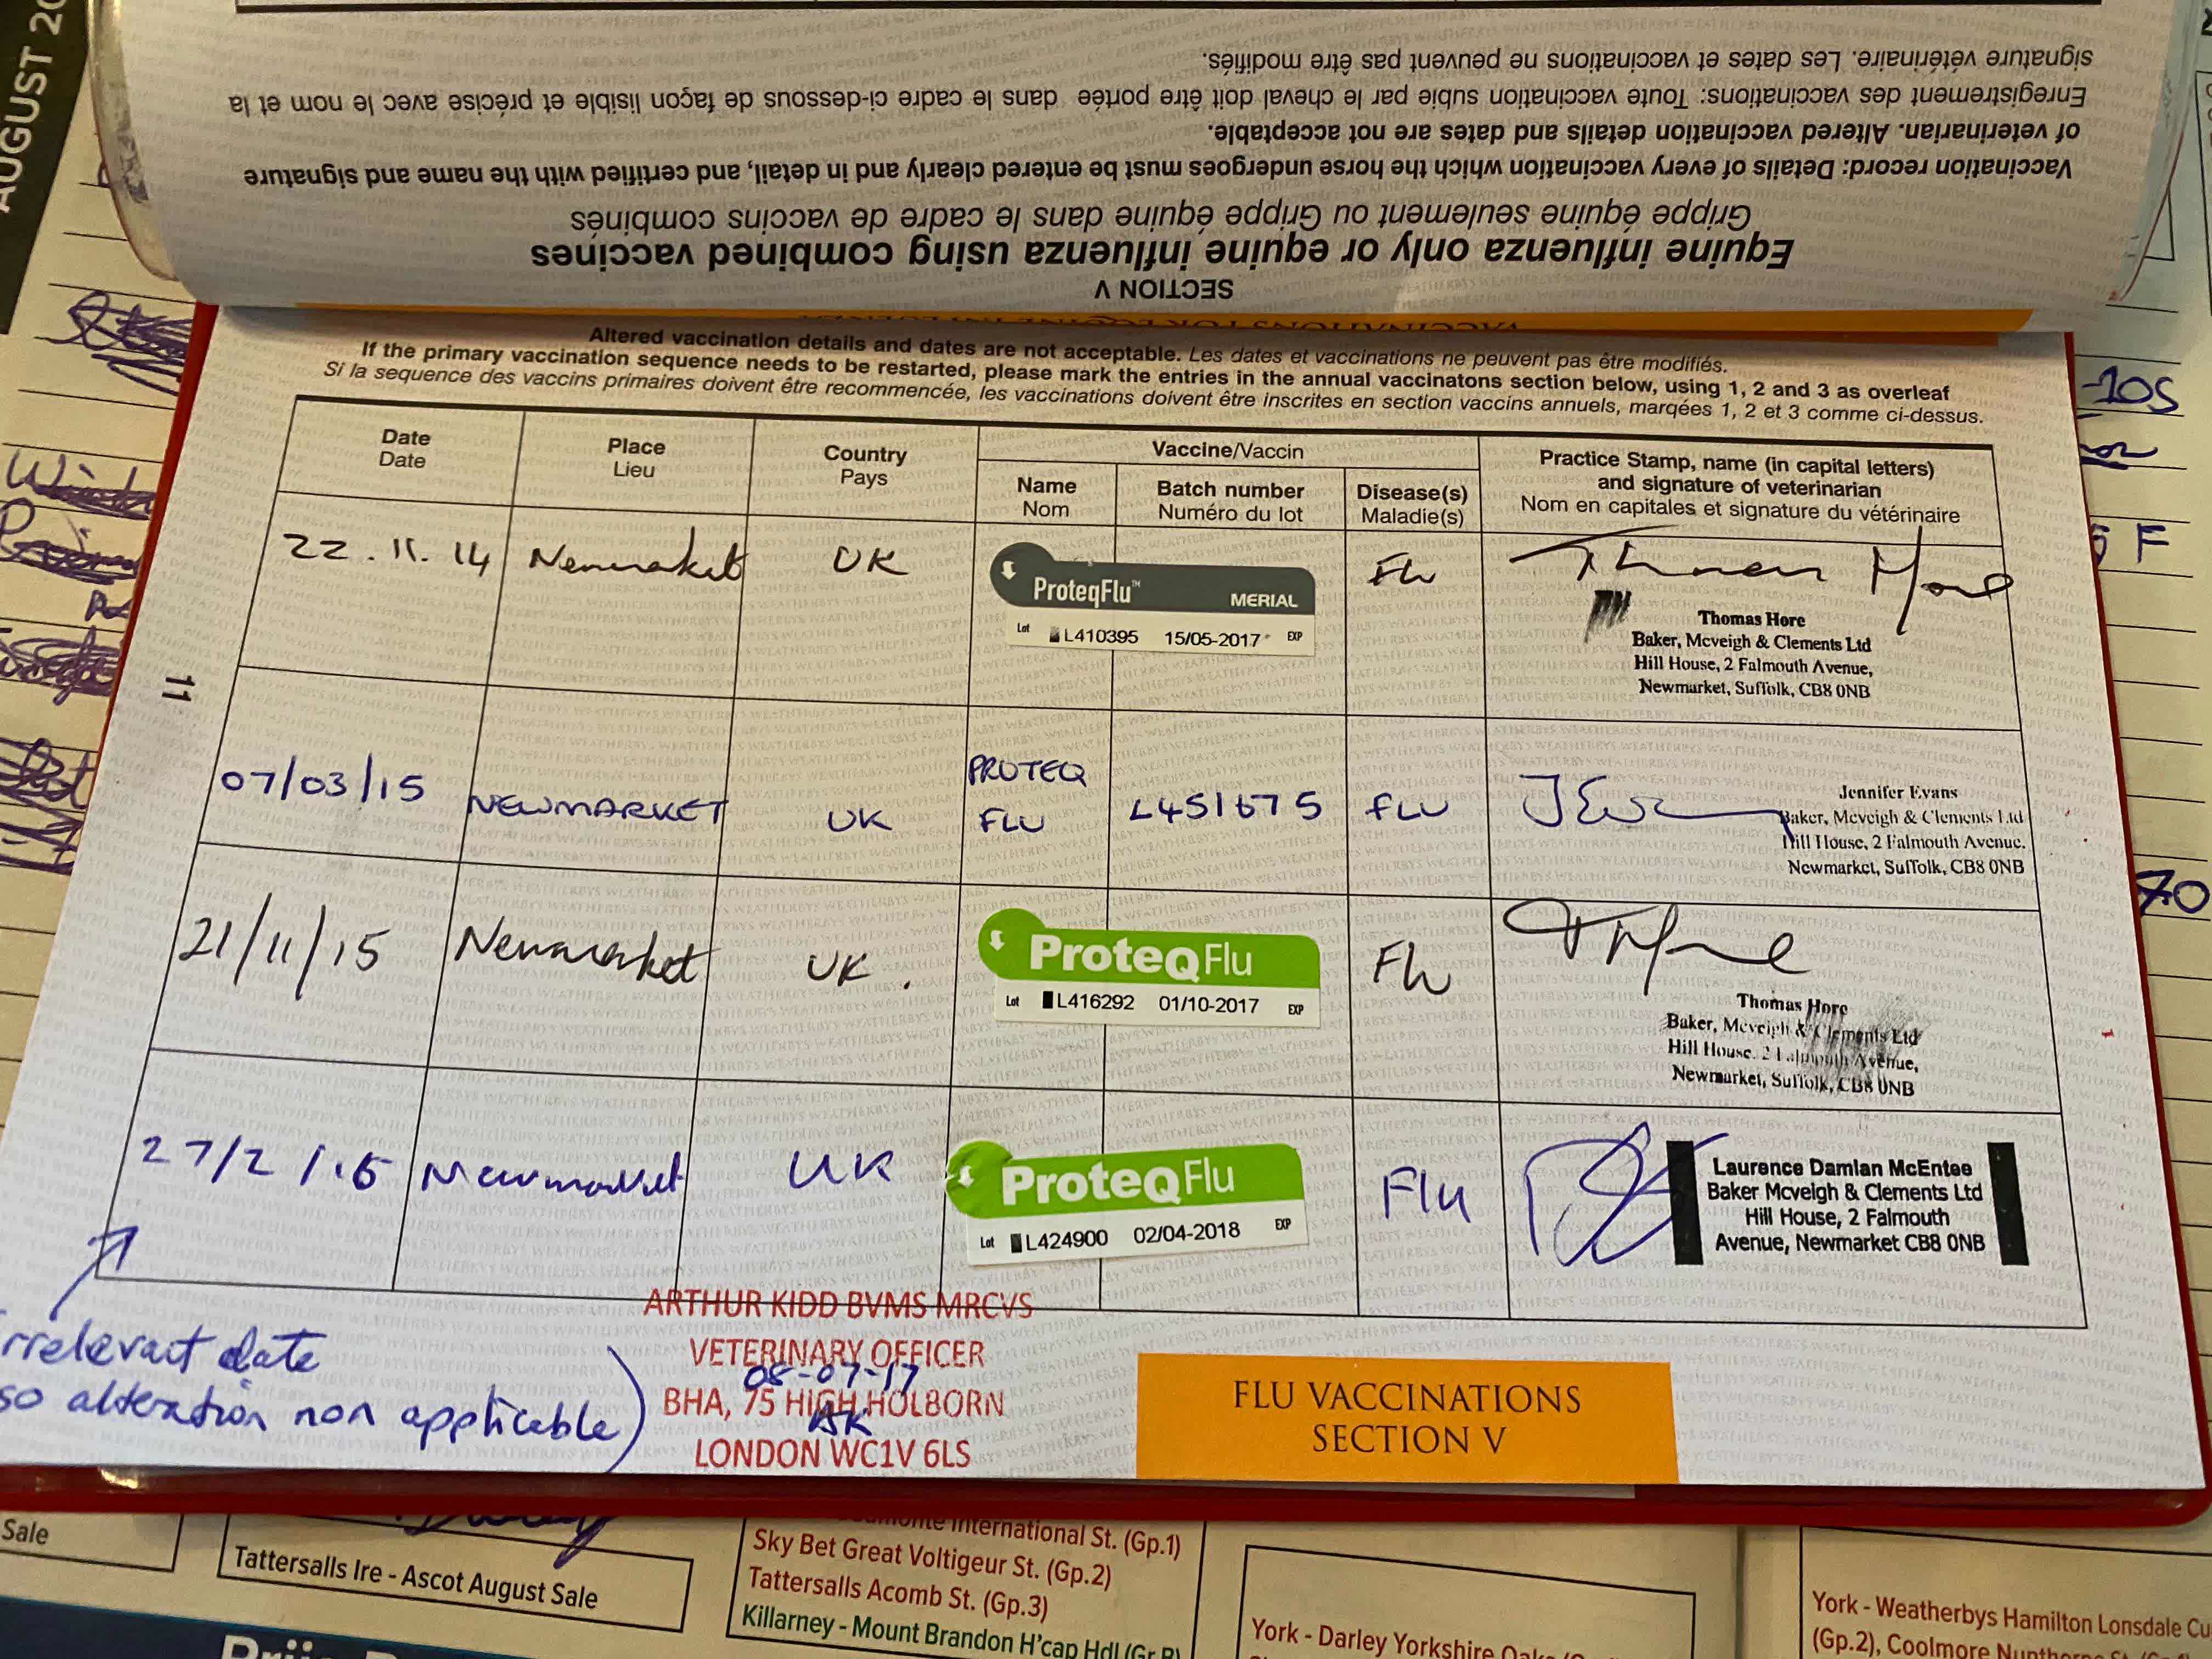 AUGUST 20
signature vétérinaire. Les dates et vaccinations ne peuvent pas être modifiés.
Enregistrement des vaccinations: Toute vaccination subie par le cheval doit être portée dans le cadre ci-dessous de façon lisible et précise avec le nom et la
of veterinarian. Altered vaccination details and dates are not acceptable.
Vaccination record: Details of every vaccination which the horse undergoes must be entered clearly and in detail, and certified with the name and signature
Grippe équine seulement ou Grippe équine dans le cadre de vaccins combinés
Equine influenza only or equine influenza using combined vaccines
SECTION V
Altered vaccination details and dates are not acceptable. Les dates et vaccinations ne peuvent pas être modifiés.
If the primary vaccination sequence needs to be restarted, please mark the entries in the annual vaccinatons section below, using 1, 2 and 3 as overleaf
Si la sequence des vaccins primaires doivent être recommencée, les vaccinations doivent être inscrites en section vaccins annuels, marqées 1, 2 et 3 comme ci-dessus.
Date Place Country Vaccine/Vaccin Practice Stamp, name (in capital letters)
Date Lieu Pays and signature of veterinarian
Name Batch number Disease(s) Nom en capitales et signature du vétérinaire
Nom Numéro du lot Maladie(s)
22.11.14 Newmarket UK Flu
ProteqFlu™ MERIAL
Lot L410395 15/05-2017 EXP
Thomas Hore
Thomas Hore
Baker, Mcveigh & Clements Ltd
Hill House, 2 Falmouth Avenue,
Newmarket, Suffolk, CB8 0NB
11
07/03/15 NEWMARKET UK PROTEQ FLU L451675 FLU
Jennifer Evans
Baker, Mcveigh & Clements Ltd
Hill House, 2 Falmouth Avenue.
Newmarket, Suffolk, CB8 0NB
21/11/15 Newmarket UK. Flu
ProteqFlu
Lot L416292 01/10-2017 EXP
Thomas Hore
Baker, Mcveigh & Clements Ltd
Hill House, 2 Falmouth Avenue,
Newmarket, Suffolk, CB8 0NB
27/2/16 Newmarket UK Flu
ProteqFlu
Lot L424900 02/04-2018 EXP
Laurence Damian McEntee
Baker Mcveigh & Clements Ltd
Hill House, 2 Falmouth
Avenue, Newmarket CB8 0NB
rrelevant date
so alteration non applicable)
ARTHUR KIDD BVMS MRCVS
VETERINARY OFFICER
08-07-17
BHA, 75 HIGH HOLBORN
AK
LONDON WC1V 6LS
FLU VACCINATIONS
SECTION V
-10s
F
70
Sale
Tattersalls Ire - Ascot August Sale
International St. (Gp.1)
Sky Bet Great Voltigeur St. (Gp.2)
Tattersalls Acomb St. (Gp.3)
Killarney - Mount Brandon H'cap Hdl (Gr B)
York - Darley Yorkshire Oaks
York - Weatherbys Hamilton Lonsdale Cu
(Gp.2), Coolmore Nunthorpe